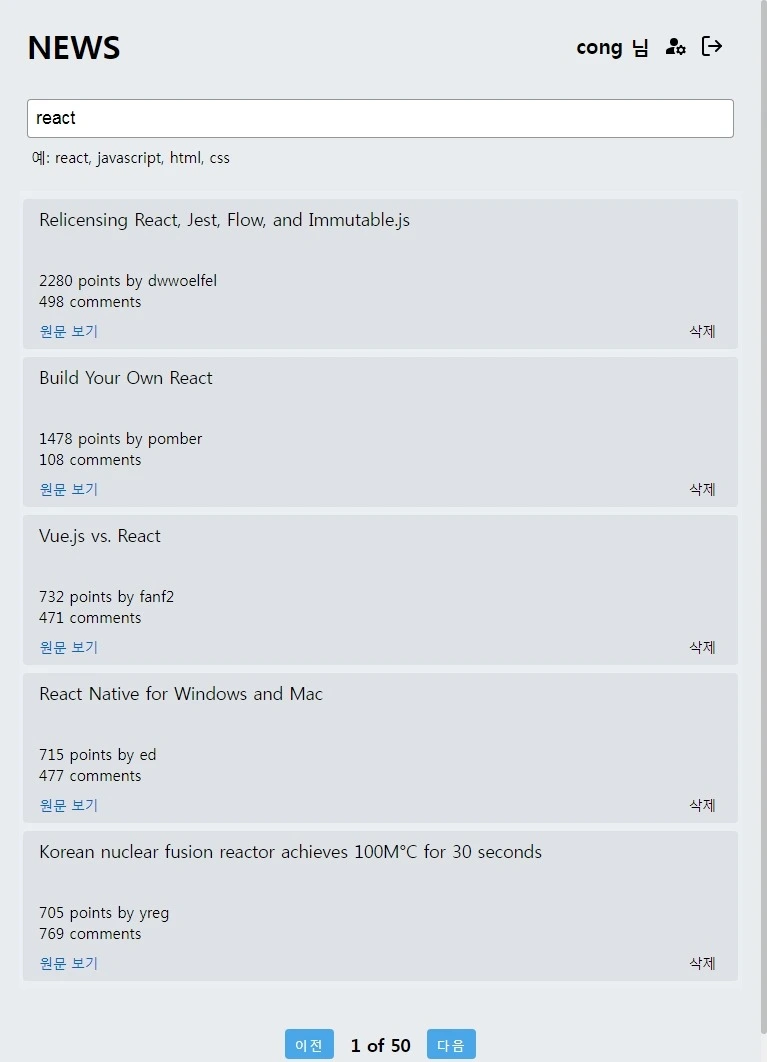 NEWS
cong 님
react
예: react, javascript, html, css
Relicensing React, Jest, Flow, and Immutable.js
2280 points by dwwoelfel
498 comments
원문 보기 삭제
Build Your Own React
1478 points by pomber
108 comments
원문 보기 삭제
Vue.js vs. React
732 points by fanf2
471 comments
원문 보기 삭제
React Native for Windows and Mac
715 points by ed
477 comments
원문 보기 삭제
Korean nuclear fusion reactor achieves 100M°C for 30 seconds
705 points by yreg
769 comments
원문 보기 삭제
이전 1 of 50 다음